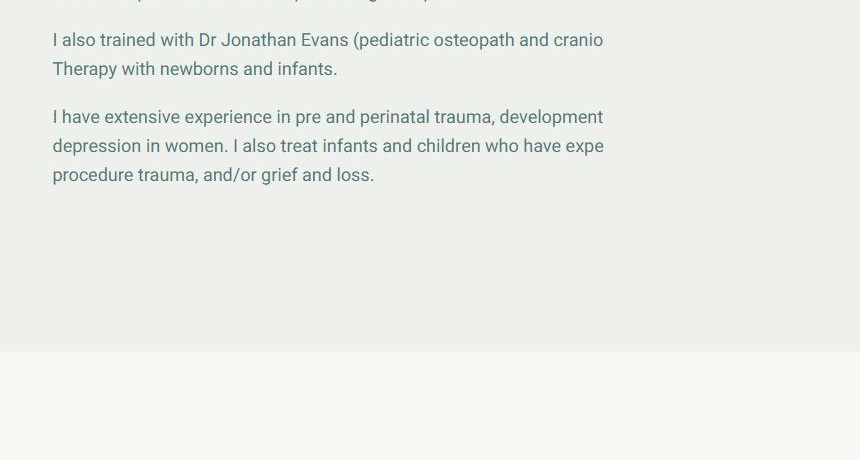 I also trained with Dr Jonathan Evans (pediatric osteopath and cranio
Therapy with newborns and infants.
I have extensive experience in pre and perinatal trauma, development
depression in women. I also treat infants and children who have expe
procedure trauma, and/or grief and loss.